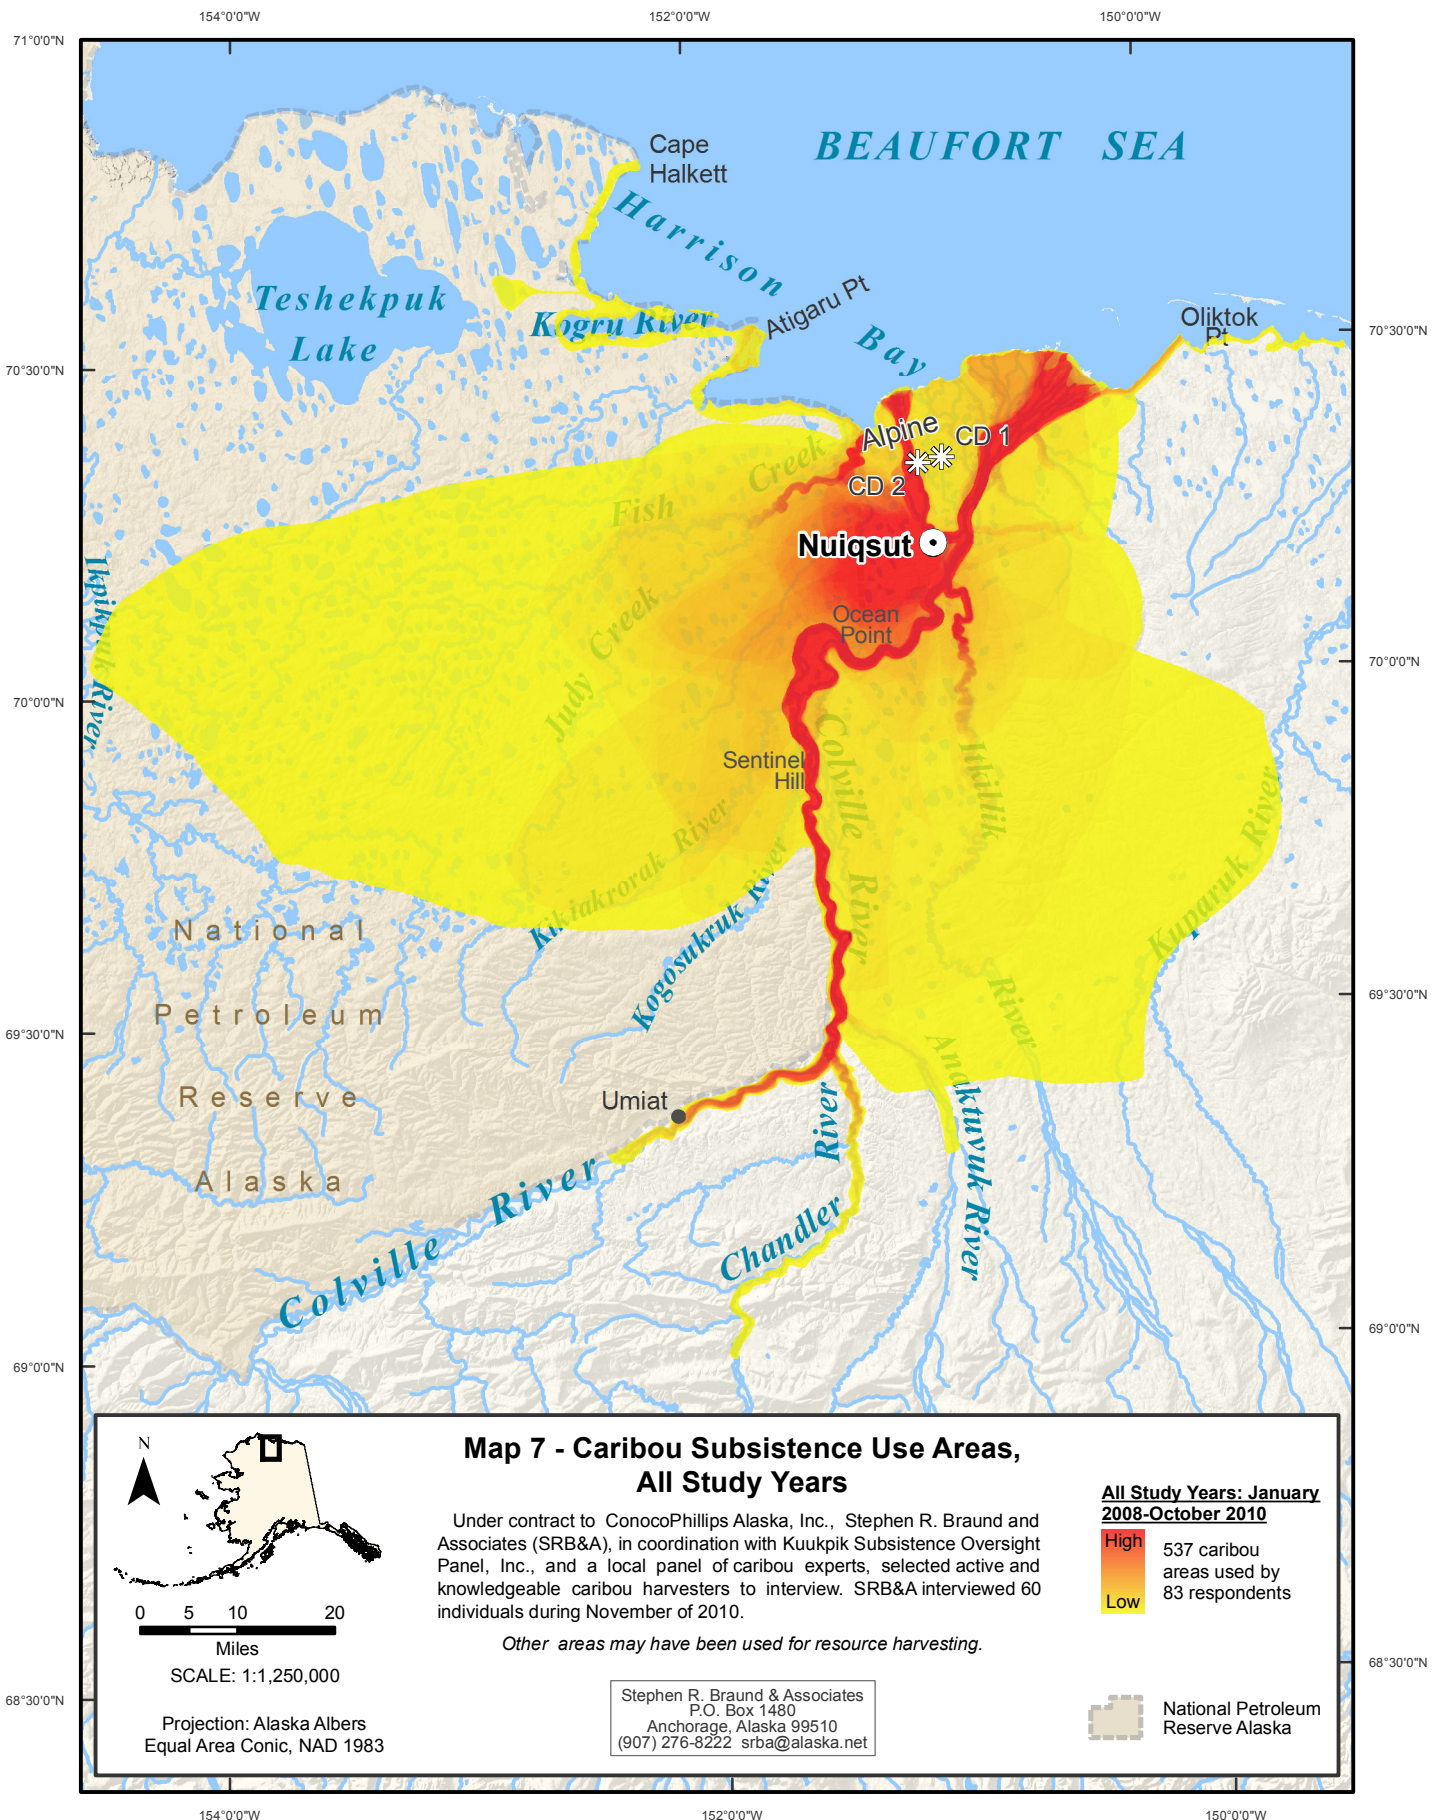 154°0'0"W
152°0'0"W
150°0'0"W
71°0'0"N
70°30'0"N
70°0'0"N
69°30'0"N
69°0'0"N
68°30'0"N
70°30'0"N
70°0'0"N
69°30'0"N
69°0'0"N
68°30'0"N
BEAUFORT SEA
Cape
Halkett
Harrison
Bay
Teshekpuk
Lake
Kogru River
Atigaru Pt
Oliktok
Pt
Alpine
CD 1
CD 2
Fish
Creek
Nuiqsut
Ikpikpuk River
Judy
Creek
Ocean
Point
Sentinel
Hill
Colville
River
Itkillik
River
Kikiakrorak River
Kogosukruk River
Kuparuk River
National
Petroleum
Reserve
Alaska
Umiat
Anaktuvuk River
Chandler
River
Colville
River
N
0 5 10 20
Miles
SCALE: 1:1,250,000
Projection: Alaska Albers
Equal Area Conic, NAD 1983
Map 7 - Caribou Subsistence Use Areas,
All Study Years
Under contract to ConocoPhillips Alaska, Inc., Stephen R. Braund and
Associates (SRB&A), in coordination with Kuukpik Subsistence Oversight
Panel, Inc., and a local panel of caribou experts, selected active and
knowledgeable caribou harvesters to interview. SRB&A interviewed 60
individuals during November of 2010.
Other areas may have been used for resource harvesting.
Stephen R. Braund & Associates
P.O. Box 1480
Anchorage, Alaska 99510
(907) 276-8222 srba@alaska.net
All Study Years: January
2008-October 2010
High
Low
537 caribou
areas used by
83 respondents
National Petroleum
Reserve Alaska
154°0'0"W
152°0'0"W
150°0'0"W